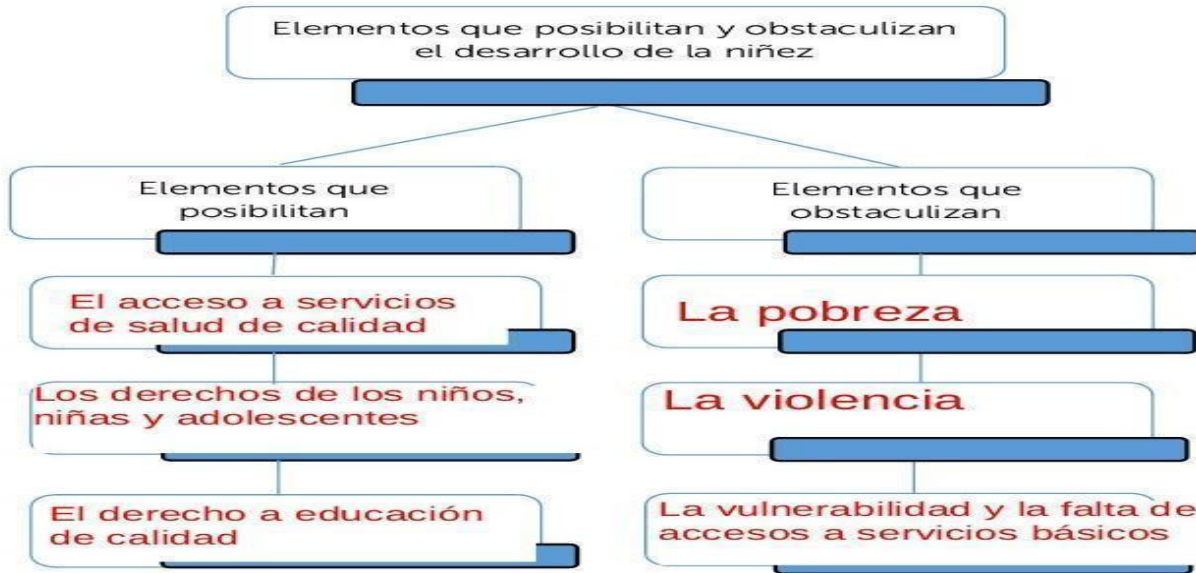 Elementos que posibilitan y obstaculizan
el desarrollo de la niñez
Elementos que
posibilitan
El acceso a servicios
de salud de calidad
Los derechos de los niños,
niñas y adolescentes
El derecho a educación
de calidad
Elementos que
obstaculizan
La pobreza
La violencia
La vulnerabilidad y la falta de
accesos a servicios básicos